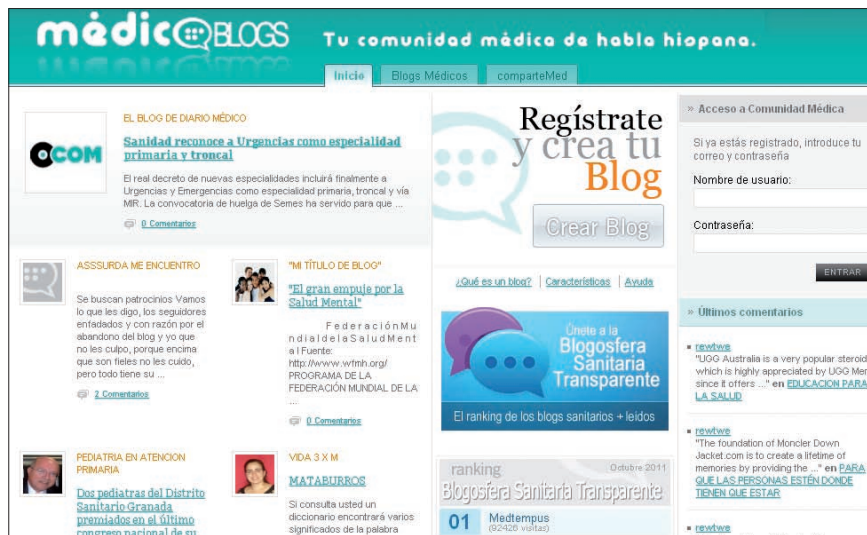 médicoBLOGS
Tu comunidad médica de habla hispana.
Inicio
Blogs Médicos
comparteMed
EL BLOG DE DIARIO MÉDICO
Sanidad reconoce a Urgencias como especialidad
primaria y troncal
El real decreto de nuevas especialidades incluirá finalmente a
Urgencias y Emergencias como especialidad primaria, troncal y vía
MIR. La convocatoria de huelga de Semes ha servido para que ...
0 Comentarios
COM
ASSSURDA ME ENCUENTRO
Se buscan patrocinios Vamos
lo que les digo, los seguidores
enfadados y con razón por el
abandono del blog y yo que
no les culpo, porque encima
que son fieles no les cuido,
pero todo tiene su ...
2 Comentarios
"MI TÍTULO DE BLOG"
"El gran empuje por la
Salud Mental"
FederaciónMu
ndialdelaSaludMent
al Fuente:
http://www.wfmh.org/
PROGRAMA DE LA
FEDERACIÓN MUNDIAL DE LA
...
0 Comentarios
PEDIATRIA EN ATENCION
PRIMARIA
Dos pediatras del Distrito
Sanitario Granada
premiados en el último
congreso nacional de su
VIDA 3 X M
MATABURROS
Si consulta usted un
diccionario encontrará varios
significados de la palabra
Regístrate
y crea tu
Blog
Crear Blog
¿Qué es un blog?
Características
Ayuda
Únete a la
Blogosfera
Sanitaria
Transparente
El ranking de los blogs sanitarios + leidos
ranking
Octubre 2011
Blogosfera Sanitaria Transparente
01
Medtempus
(92426 visitas)
» Acceso a Comunidad Médica
Si ya estás registrado, introduce tu
correo y contraseña
Nombre de usuario:
Contraseña:
ENTRAR
» Últimos comentarios
rewtwe
"UGG Australia is a very popular steroid
which is highly appreciated by UGG Men
since it offers ..." en EDUCACION PARA
LA SALUD
rewtwe
"The foundation of Moncler Down
Jacket.com is to create a lifetime of
memories by providing the ..." en PARA
QUE LAS PERSONAS ESTÉN DONDE
TIENEN QUE ESTAR
rewtwe